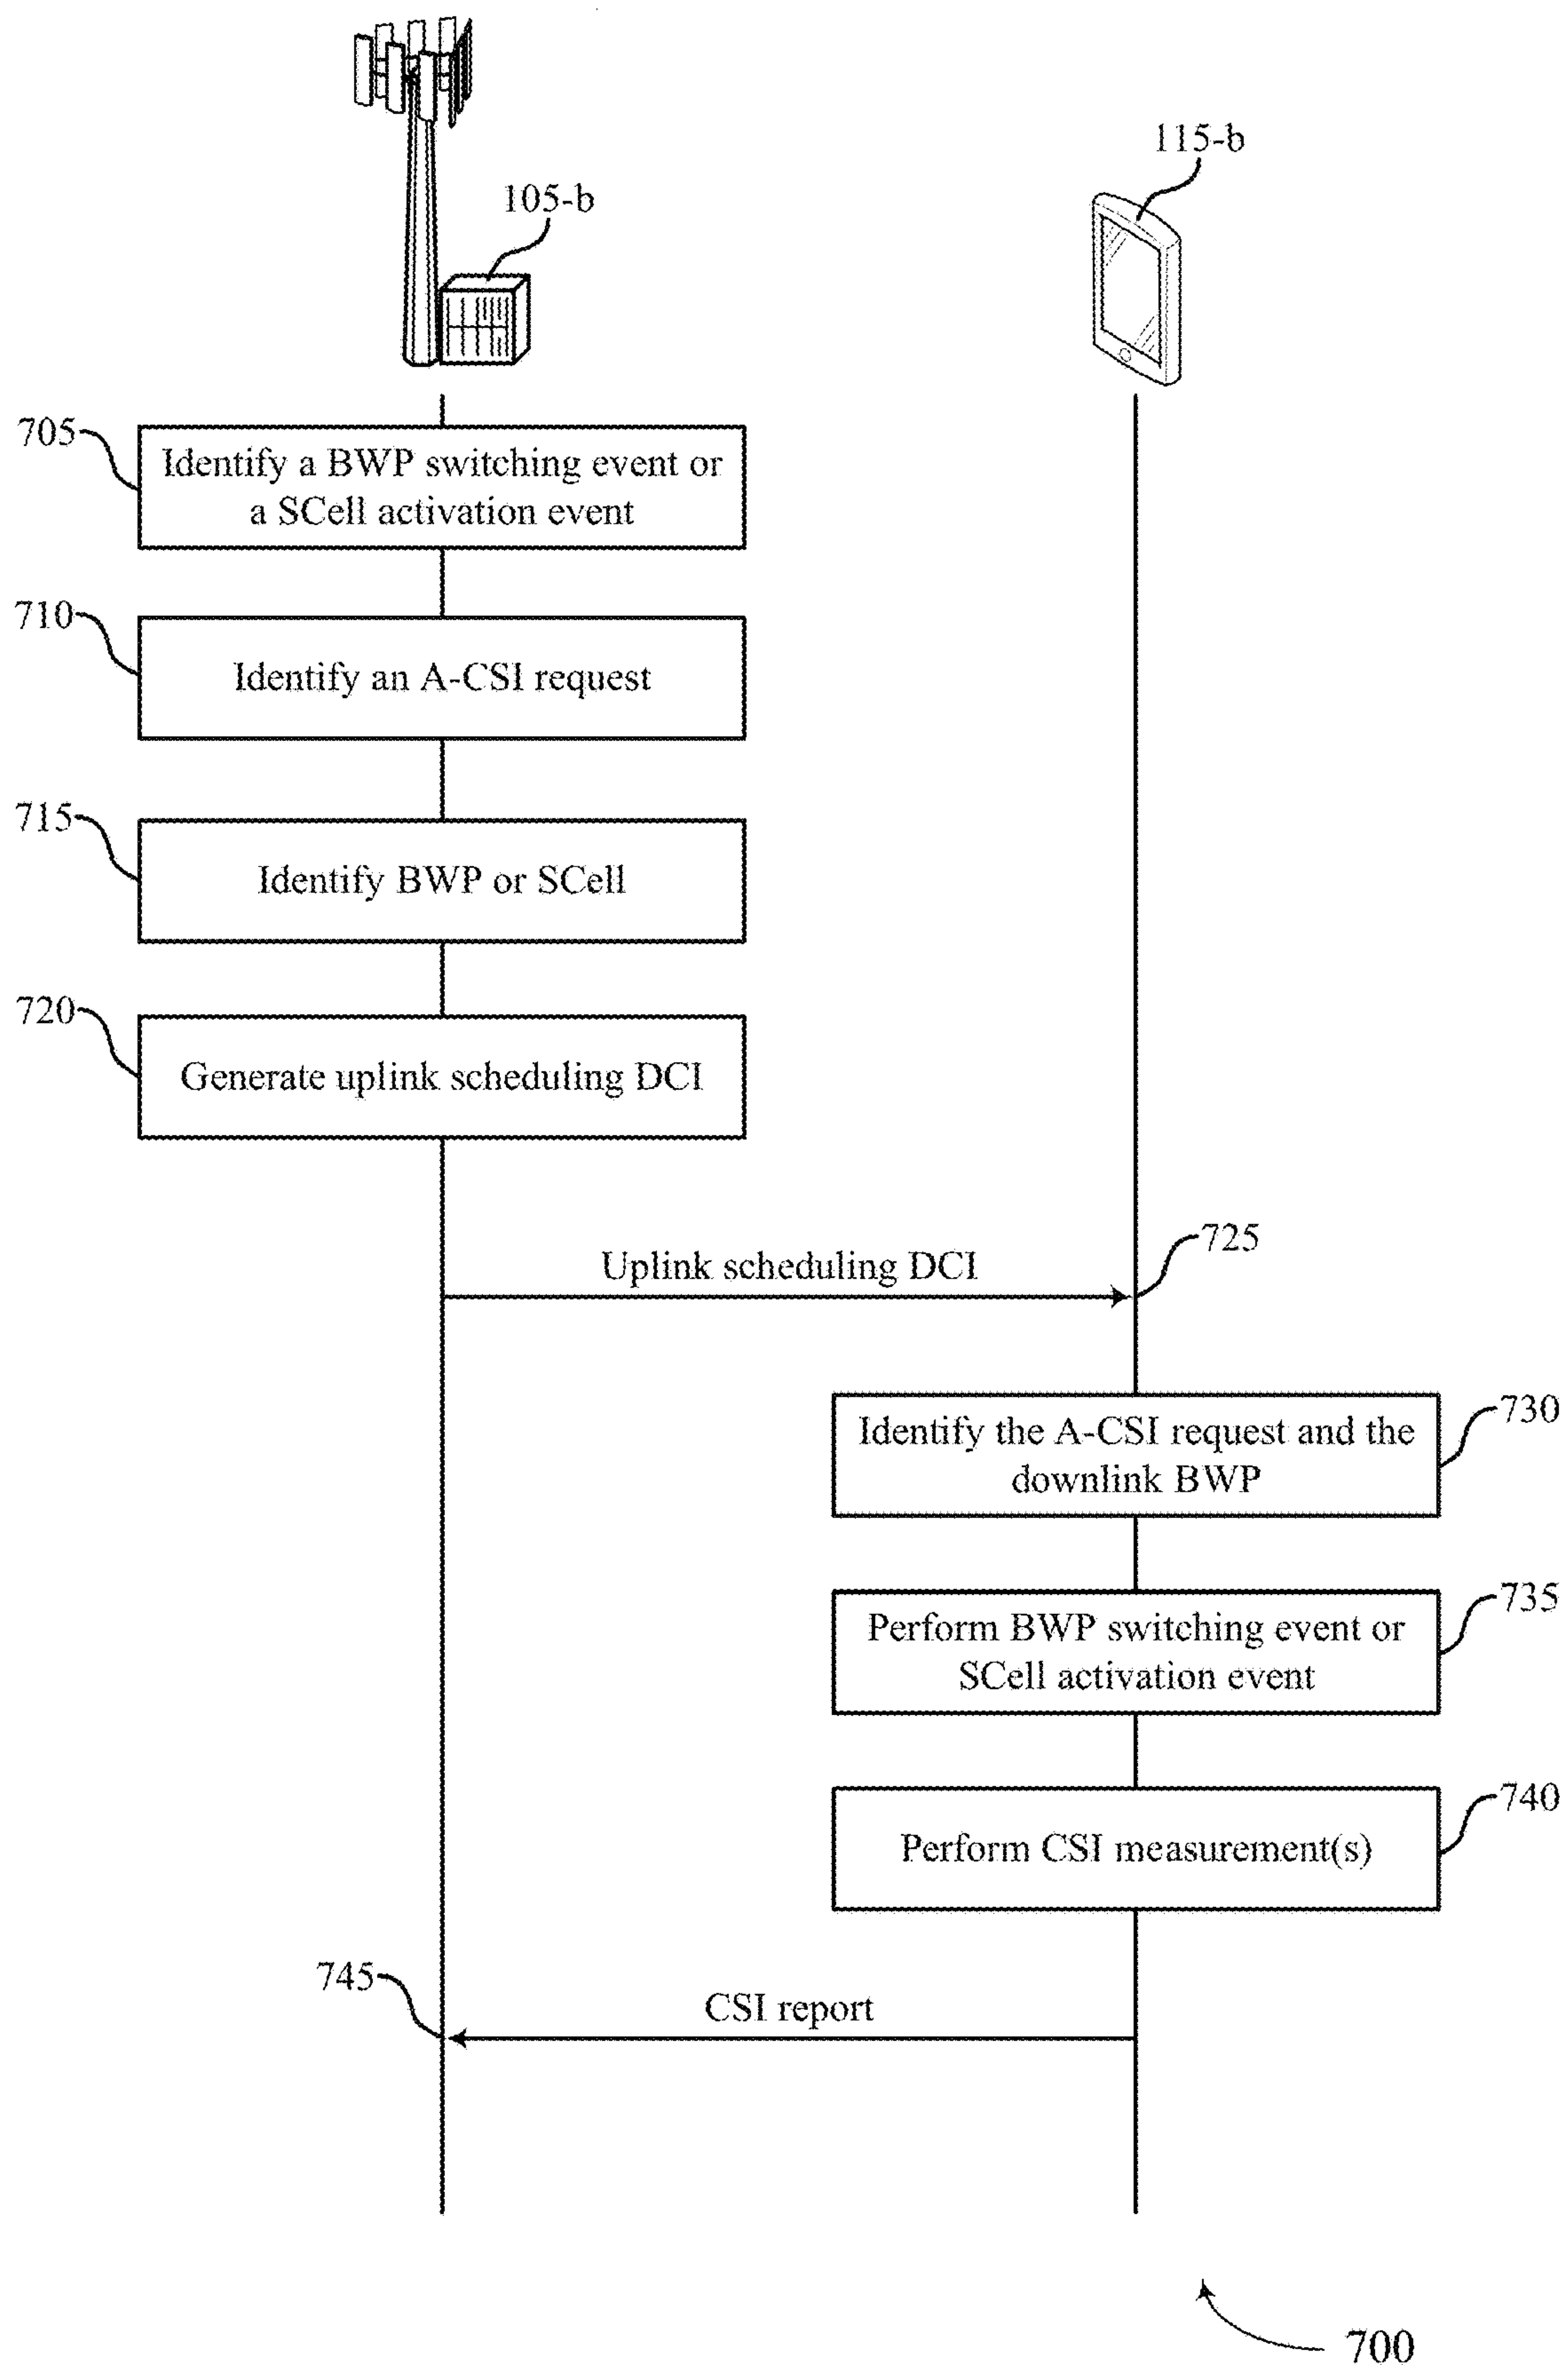 105-b
115-b
705
Identify a BWP switching event or
a SCell activation event
710
Identify an A-CSI request
715
Identify BWP or SCell
720
Generate uplink scheduling DCI
Uplink scheduling DCI
725
730
Identify the A-CSI request and the
downlink BWP
735
Perform BWP switching event or
SCell activation event
740
Perform CSI measurement(s)
745
CSI report
700